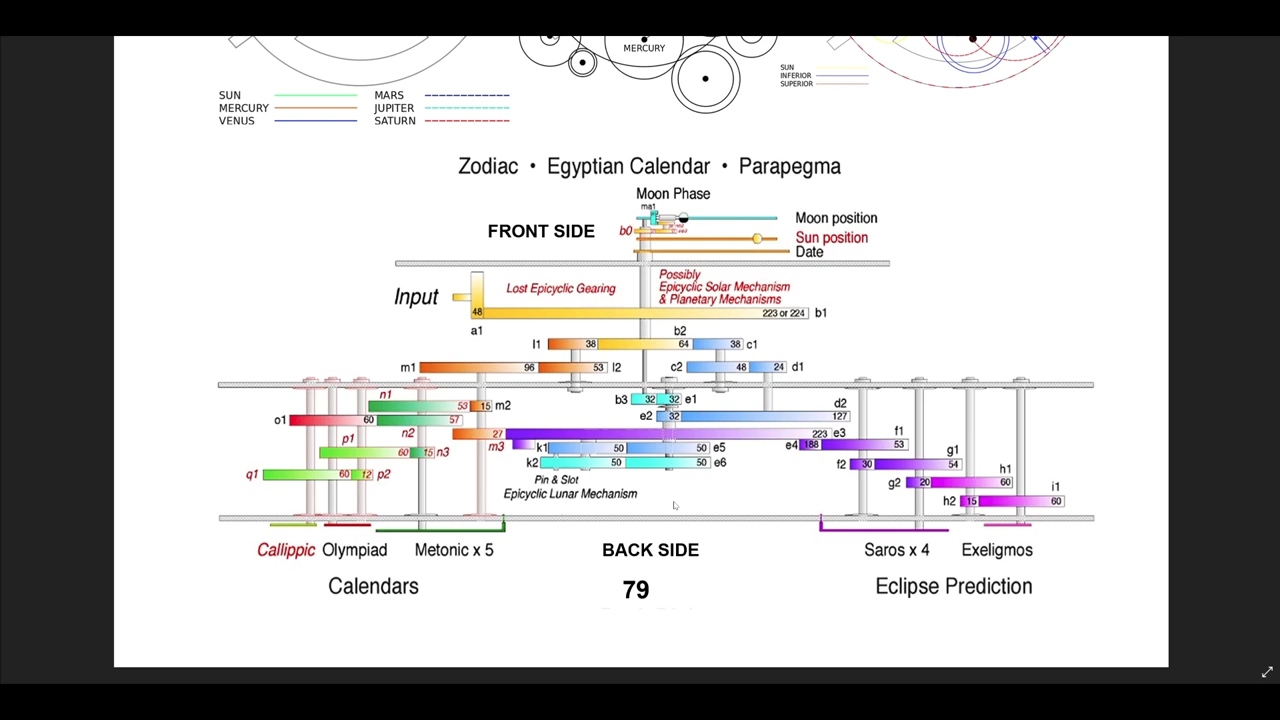 MERCURY
SUN
INFERIOR
SUPERIOR
SUN MARS
MERCURY JUPITER
VENUS SATURN
Zodiac • Egyptian Calendar • Parapegma
Moon Phase
ma1
Moon position
FRONT SIDE b0 Sun position
Date
Input Lost Epicyclic Gearing Possibly
Epicyclic Solar Mechanism
& Planetary Mechanisms
48 223 or 224 b1
a1 b2
l1 38 64 38 c1
m1 96 53 l2 c2 48 24 d1
n1 b3 32 32 e1
53 15 m2 d2
o1 60 57 e2 32 127
n2 27 223 e3 f1
p1 m3 e4 188 53
60 15 n3 k1 50 50 e5 g1
k2 50 50 e6 f2 30 54
q1 60 12 p2 h1
Pin & Slot g2 20 60
Epicyclic Lunar Mechanism i1
h2 15 60
Callippic Olympiad Metonic x 5 BACK SIDE Saros x 4 Exeligmos
Calendars 79 Eclipse Prediction